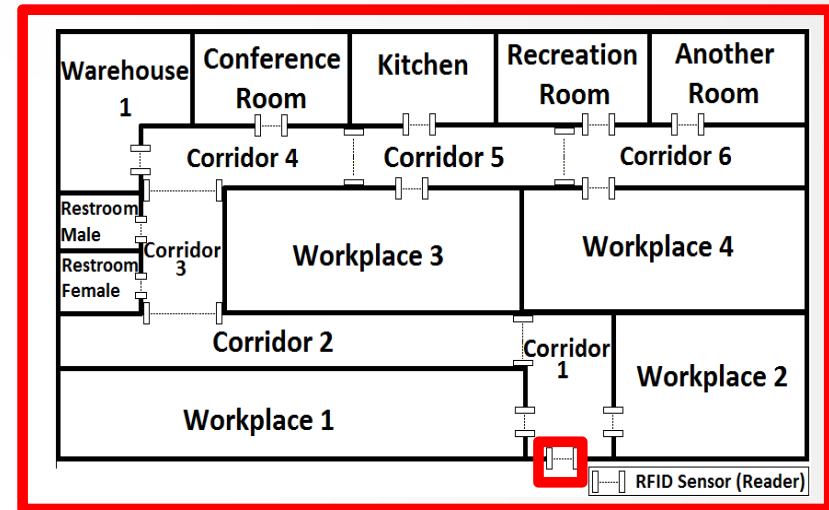 Warehouse
1
Conference
Room
Kitchen
Recreation
Room
Another
Room
Corridor 4
Corridor 5
Corridor 6
Restroom
Male
Restroom
Female
Corridor
3
Workplace 3
Workplace 4
Corridor 2
Corridor
1
Workplace 2
Workplace 1
RFID Sensor (Reader)